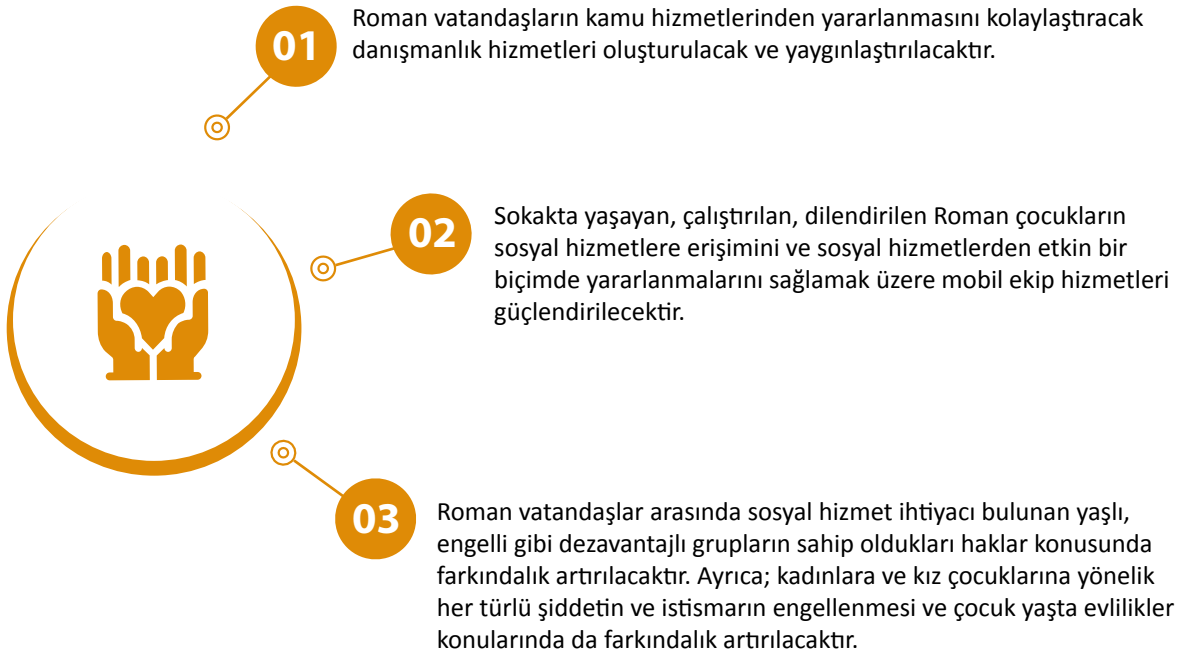 01
Roman vatandaşların kamu hizmetlerinden yararlanmasını kolaylaştıracak
danışmanlık hizmetleri oluşturulacak ve yaygınlaştırılacaktır.
02
Sokakta yaşayan, çalıştırılan, dilendirilen Roman çocukların
sosyal hizmetlere erişimini ve sosyal hizmetlerden etkin bir
biçimde yararlanmalarını sağlamak üzere mobil ekip hizmetleri
güçlendirilecektir.
03
Roman vatandaşlar arasında sosyal hizmet ihtiyacı bulunan yaşlı,
engelli gibi dezavantajlı grupların sahip oldukları haklar konusunda
farkındalık artırılacaktır. Ayrıca; kadınlara ve kız çocuklarına yönelik
her türlü şiddetin ve istismarın engellenmesi ve çocuk yaşta evlilikler
konularında da farkındalık artırılacaktır.